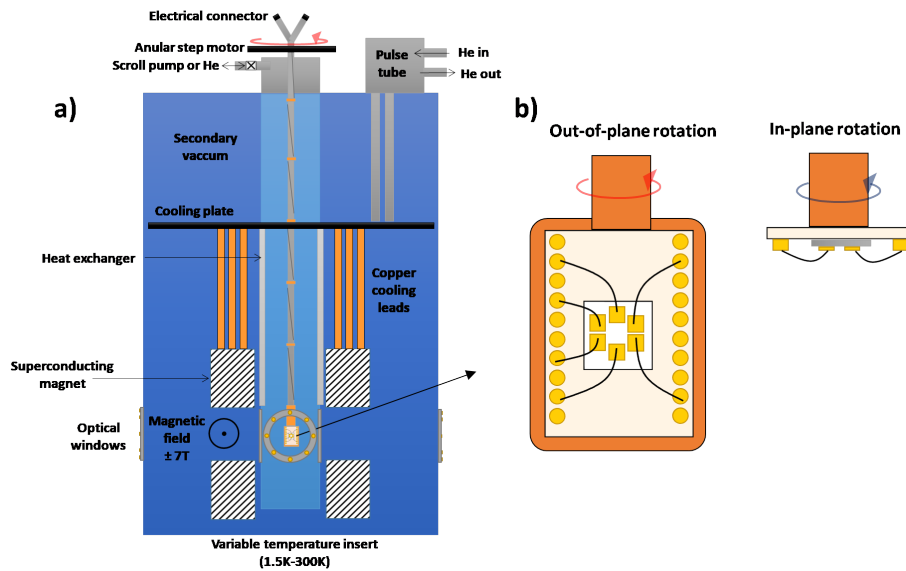 Electrical connector
Anular step motor
Scroll pump or He
Pulse
tube
He in
He out
a)
Secondary
vaccum
Cooling plate
Heat exchanger
Copper
cooling
leads
Superconducting
magnet
Optical
windows
Magnetic
field
± 7T
Variable temperature insert
(1.5K-300K)
b)
Out-of-plane rotation
In-plane rotation